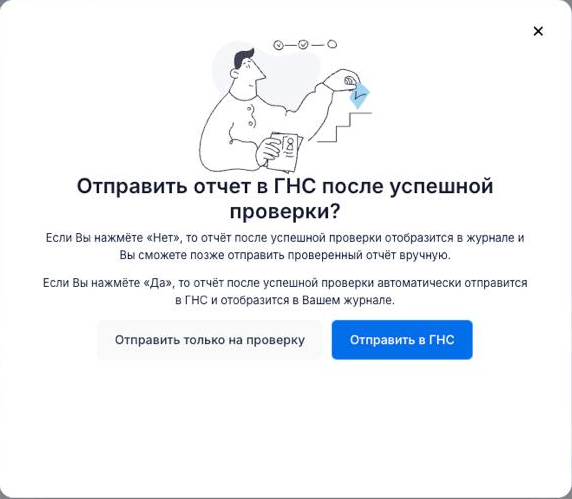 Отправить отчет в ГНС после успешной
проверки?
Если Вы нажмёте «Нет», то отчёт после успешной проверки отобразится в журнале и
Вы сможете позже отправить проверенный отчёт вручную.
Если Вы нажмёте «Да», то отчёт после успешной проверки автоматически отправится
в ГНС и отобразится в Вашем журнале.
Отправить только на проверку
Отправить в ГНС